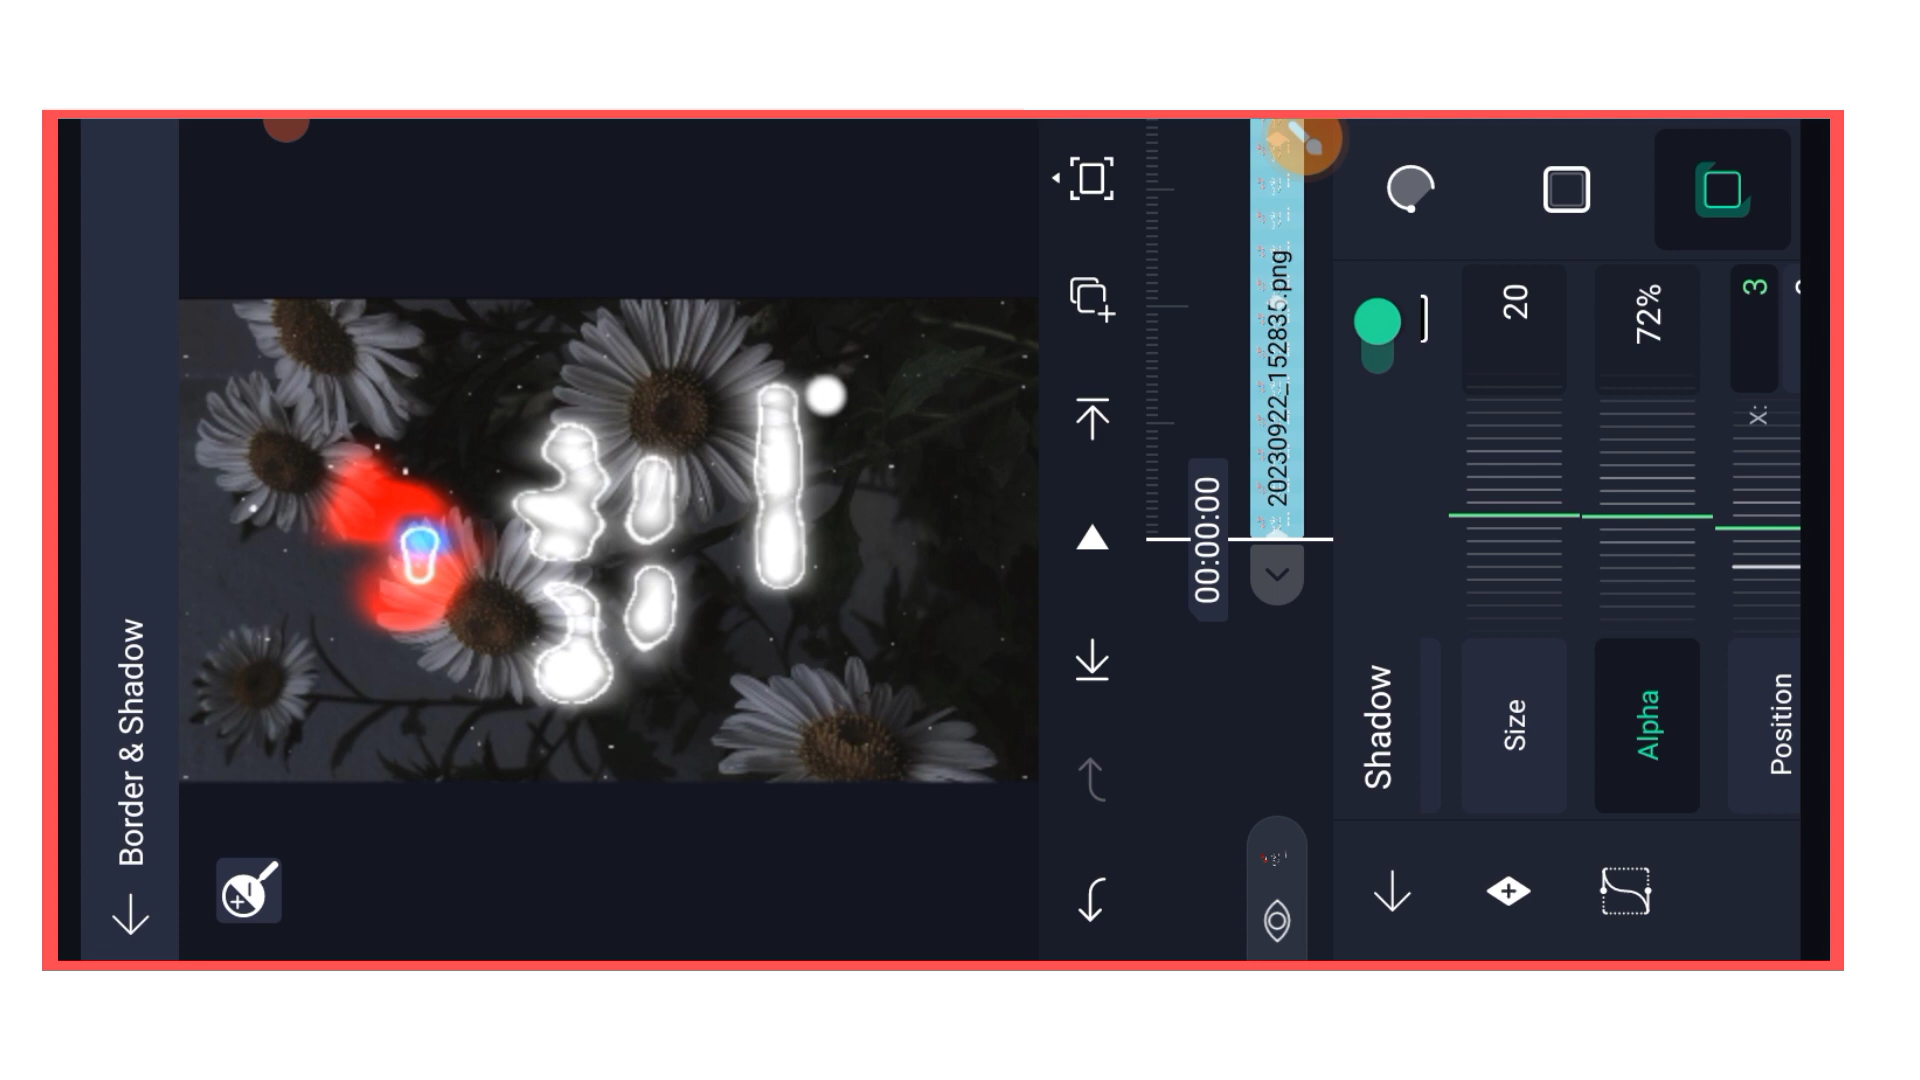 Border & Shadow
00:00:00
20230922_152835.png
Shadow
Size
20
Alpha
72%
Position
X:
3